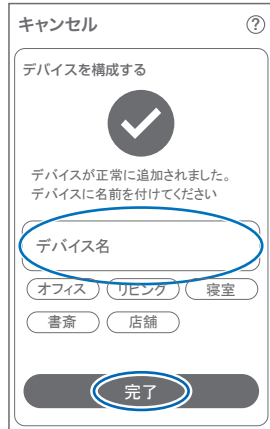 キャンセル ?
デバイスを構成する
デバイスが正常に追加されました。
デバイスに名前を付けてください
デバイス名
オフィス リビング 寝室
書斎 店舗
完了